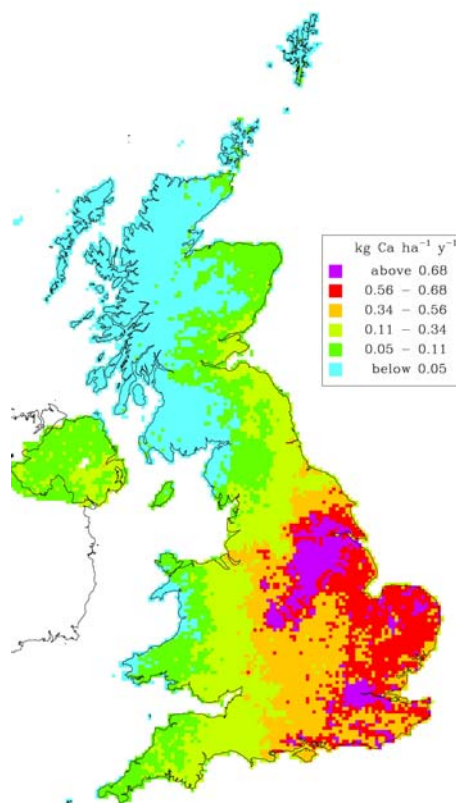 kg Ca ha⁻¹ y⁻¹
above 0.68
0.56 – 0.68
0.34 – 0.56
0.11 – 0.34
0.05 – 0.11
below 0.05